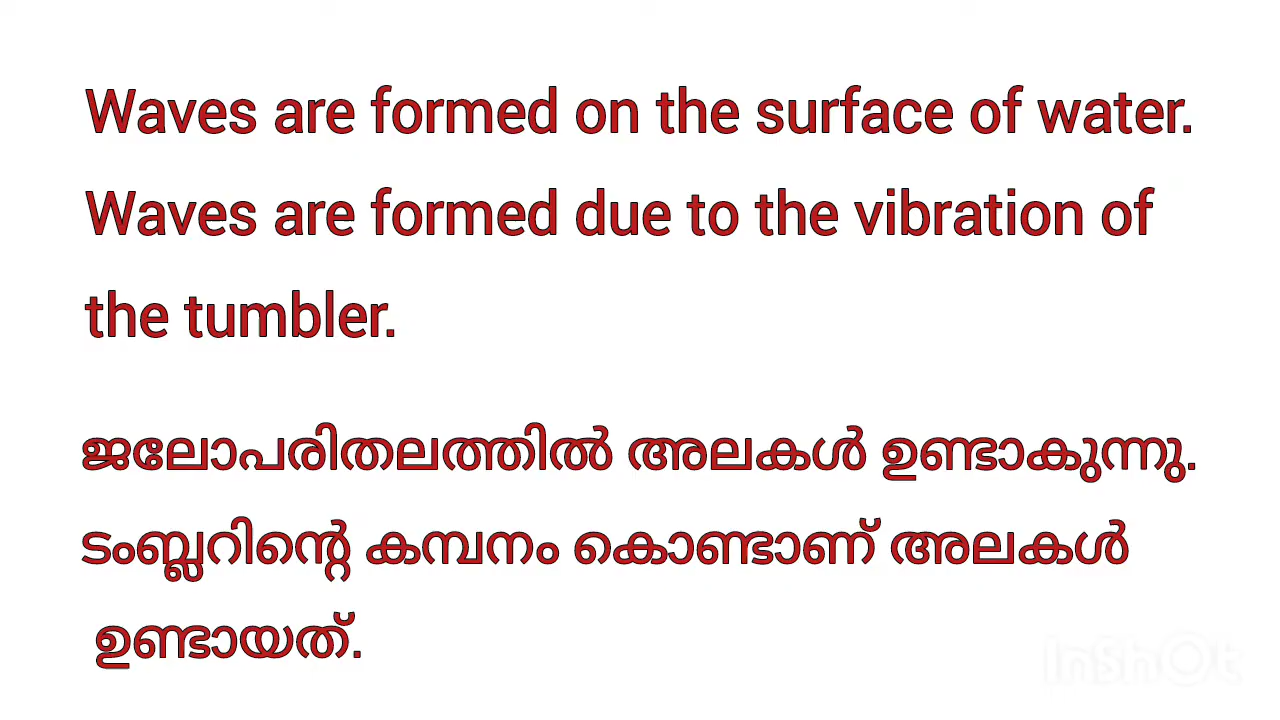 Waves are formed on the surface of water.
Waves are formed due to the vibration of
the tumbler.
ജലോപരിതലത്തിൽ അലകൾ ഉണ്ടാകുന്നു.
ടംബ്ലറിന്റെ കമ്പനം കൊണ്ടാണ് അലകൾ
ഉണ്ടായത്.
InShOt